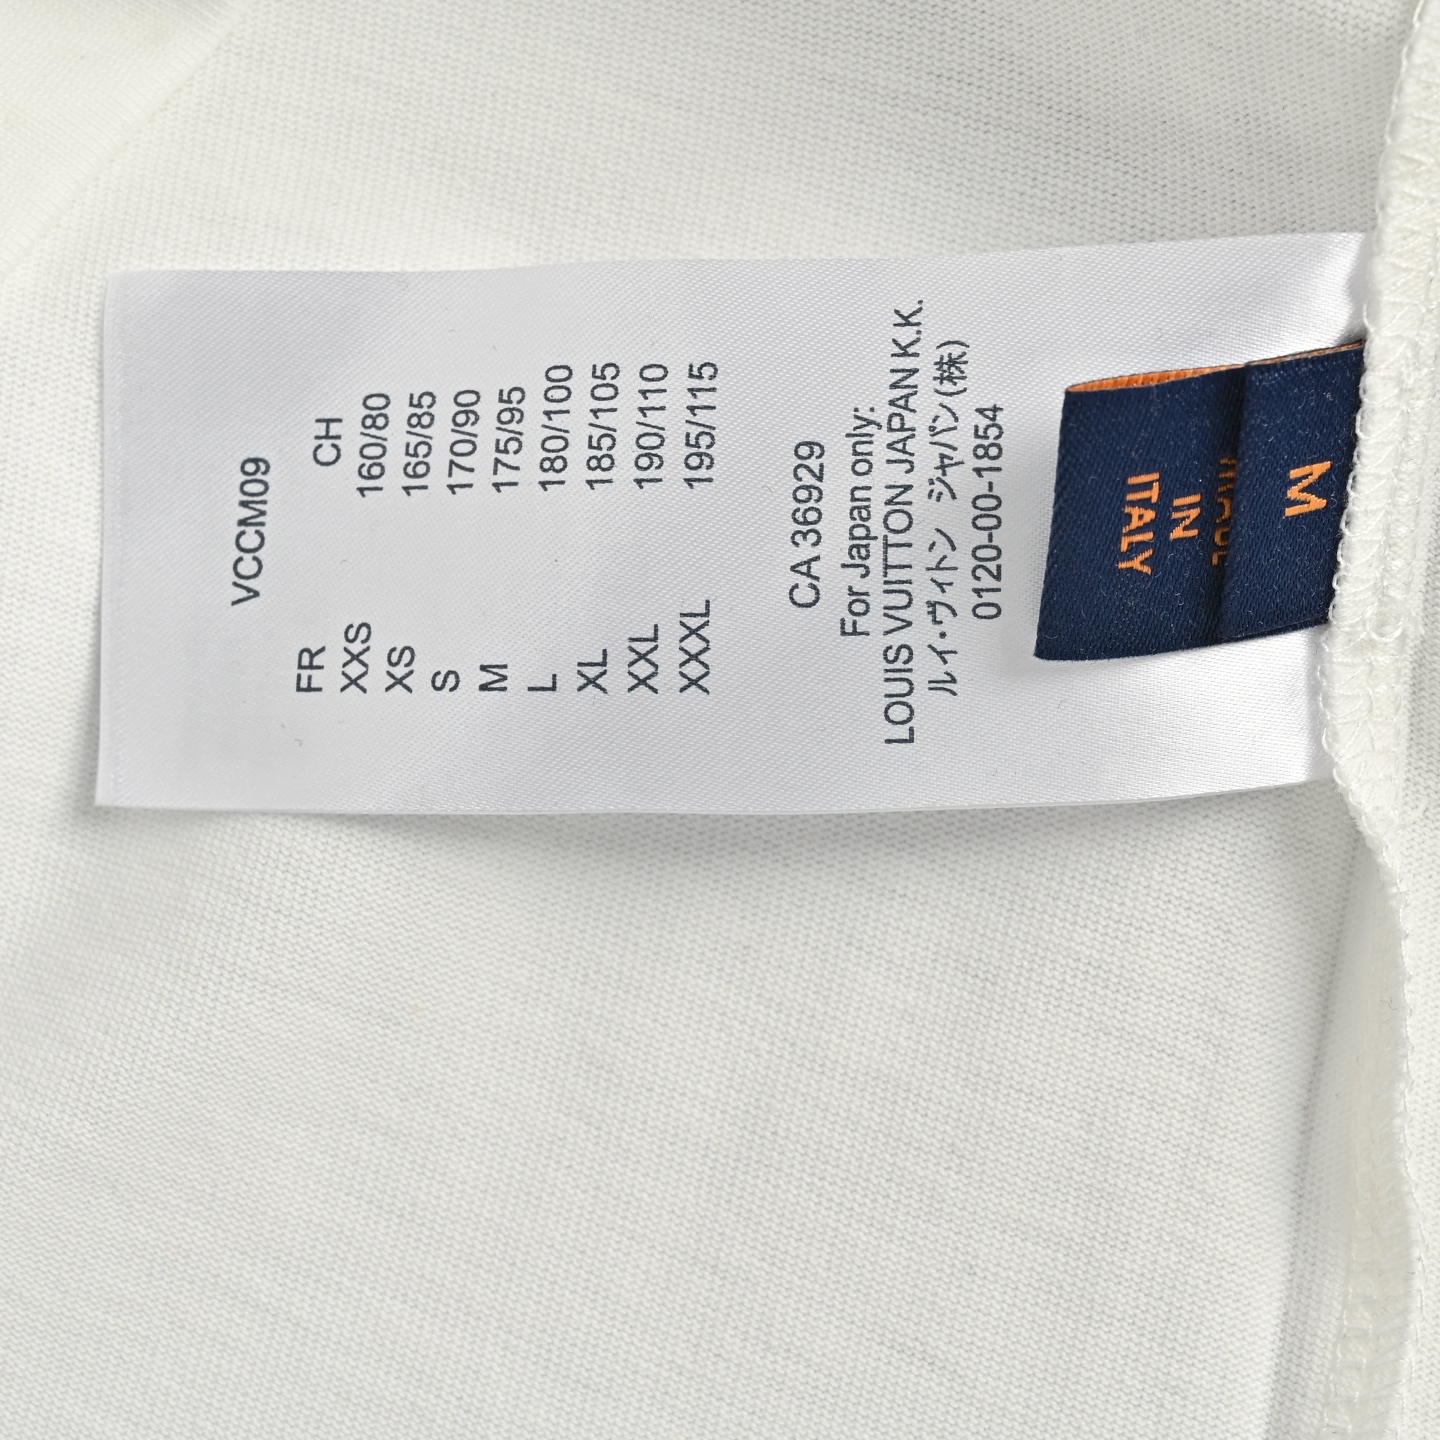 VCCM09
FR CH
XXS 160/80
XS 165/85
S 170/90
M 175/95
L 180/100
XL 185/105
XXL 190/110
XXXL 195/115
CA 36929
For Japan only:
LOUIS VUITTON JAPAN K.K.
ルイ・ヴィトン ジャパン(株)
0120-00-1854
M
IN
ITALY